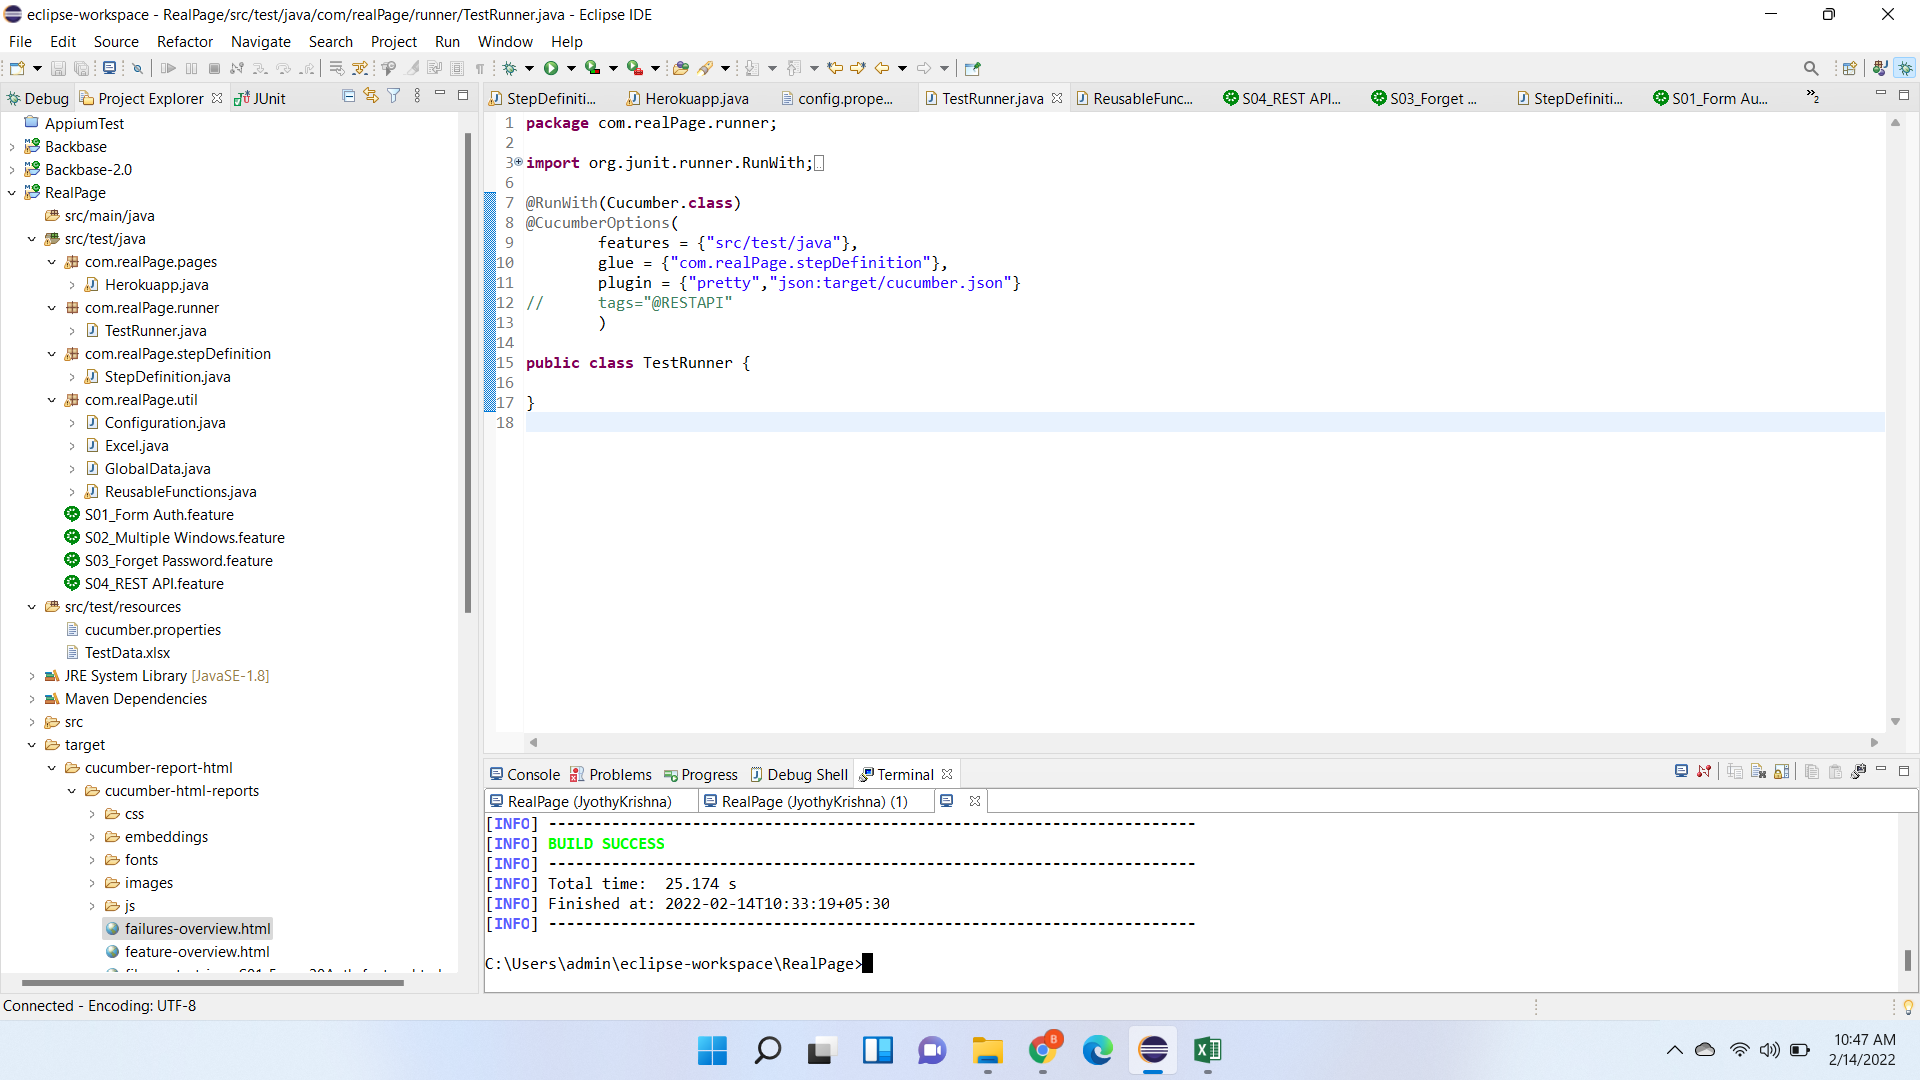 eclipse-workspace - RealPage/src/test/java/com/realPage/runner/TestRunner.java - Eclipse IDE
File Edit Source Refactor Navigate Search Project Run Window Help
Debug Project Explorer JUnit
AppiumTest
Backbase
Backbase-2.0
RealPage
src/main/java
src/test/java
com.realPage.pages
Herokuapp.java
com.realPage.runner
TestRunner.java
com.realPage.stepDefinition
StepDefinition.java
com.realPage.util
Configuration.java
Excel.java
GlobalData.java
ReusableFunctions.java
S01_Form Auth.feature
S02_Multiple Windows.feature
S03_Forget Password.feature
S04_REST API.feature
src/test/resources
cucumber.properties
TestData.xlsx
JRE System Library [JavaSE-1.8]
Maven Dependencies
src
target
cucumber-report-html
cucumber-html-reports
css
embeddings
fonts
images
js
failures-overview.html
feature-overview.html
StepDefiniti... Herokuapp.java config.prope... TestRunner.java ReusableFunc... S04_REST API... S03_Forget ... StepDefiniti... S01_Form Au... »2
1 package com.realPage.runner;
2
3 import org.junit.runner.RunWith;
6
7 @RunWith(Cucumber.class)
8 @CucumberOptions(
9 features = {"src/test/java"},
10 glue = {"com.realPage.stepDefinition"},
11 plugin = {"pretty","json:target/cucumber.json"}
12 // tags="@RESTAPI"
13 )
14
15 public class TestRunner {
16
17 }
18
Console Problems Progress Debug Shell Terminal
RealPage (JyothyKrishna) RealPage (JyothyKrishna) (1)
[INFO] ------------------------------------------------------------------------
[INFO] BUILD SUCCESS
[INFO] ------------------------------------------------------------------------
[INFO] Total time:  25.174 s
[INFO] Finished at: 2022-02-14T10:33:19+05:30
[INFO] ------------------------------------------------------------------------
C:\Users\admin\eclipse-workspace\RealPage>
Connected - Encoding: UTF-8
B
10:47 AM
2/14/2022